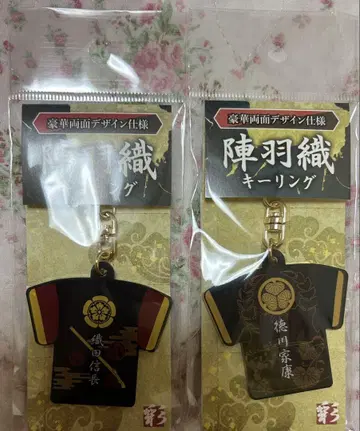 豪華両面デザイン仕様
陣羽織
キーリング
織田信長
豪華両面デザイン仕様
陣羽織
キーリング
徳川家康